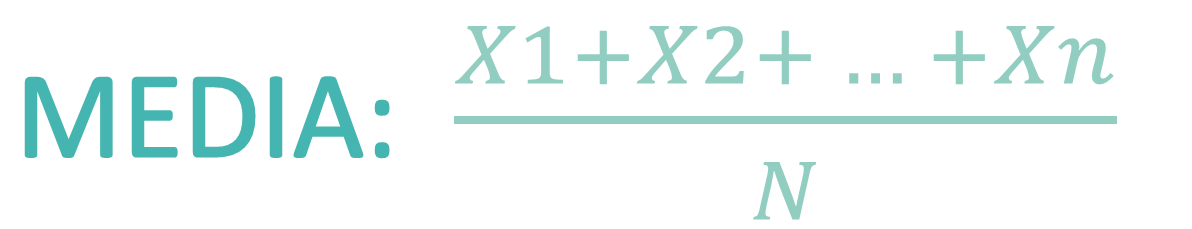 MEDIA:
X1+X2+ ... +Xn
N